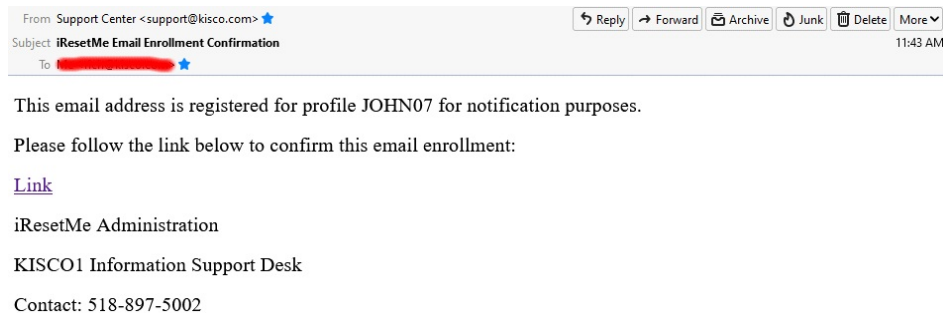 From Support Center <support@kisco.com>
Reply Forward Archive Junk Delete More
Subject iResetMe Email Enrollment Confirmation
11:43 AM
To
This email address is registered for profile JOHN07 for notification purposes.
Please follow the link below to confirm this email enrollment:
Link
iResetMe Administration
KISCO1 Information Support Desk
Contact: 518-897-5002